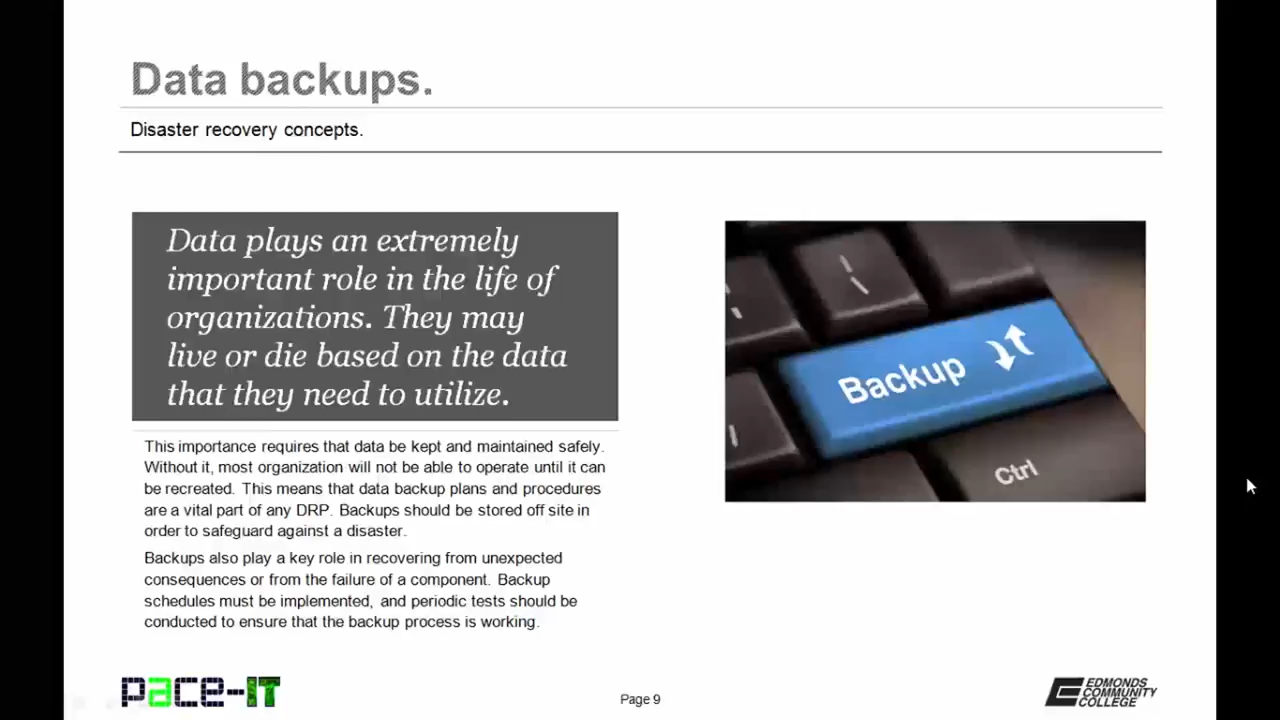 Data backups.
Disaster recovery concepts.
Data plays an extremely
important role in the life of
organizations. They may
live or die based on the data
that they need to utilize.
This importance requires that data be kept and maintained safely.
Without it, most organization will not be able to operate until it can
be recreated. This means that data backup plans and procedures
are a vital part of any DRP. Backups should be stored off site in
order to safeguard against a disaster.
Backups also play a key role in recovering from unexpected
consequences or from the failure of a component. Backup
schedules must be implemented, and periodic tests should be
conducted to ensure that the backup process is working.
Backup
Ctrl
pace-IT
Page 9
EDMONDS
COMMUNITY
COLLEGE